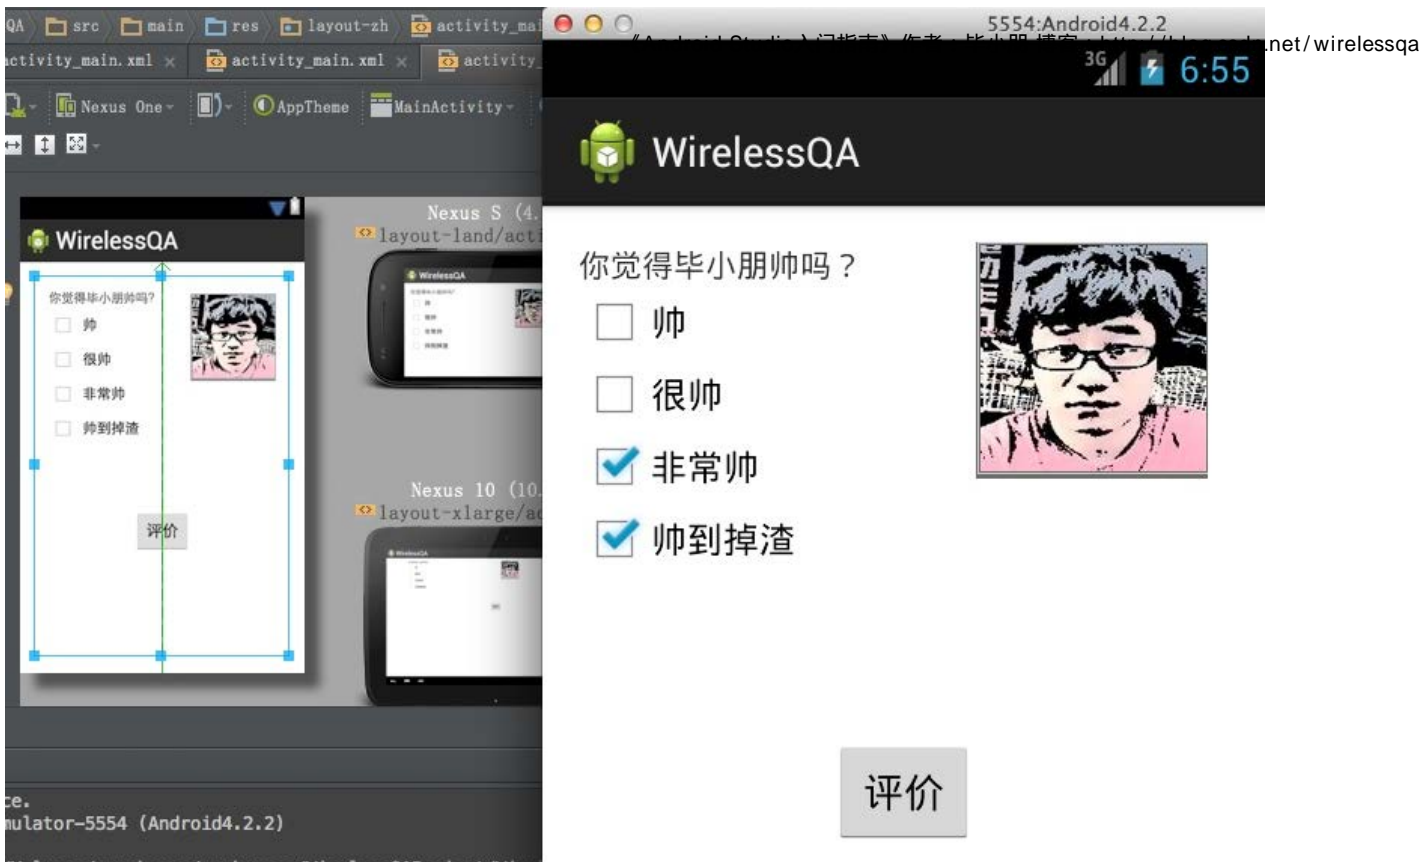 QA src main res layout-zh activity_mai
activity_main.xml × activity_main.xml × activity_
Nexus One AppTheme MainActivity
WirelessQA
你觉得毕小朋帅吗?
帅
很帅
非常帅
帅到掉渣
评价
Nexus S (4.
layout-land/acti
WirelessQA
Nexus 10 (10.
layout-xlarge/ac
WirelessQA
ce.
mulator-5554 (Android4.2.2)
5554:Android4.2.2
.net/wirelessqa
3G 6:55
WirelessQA
你觉得毕小朋帅吗？
帅
很帅
非常帅
帅到掉渣
评价